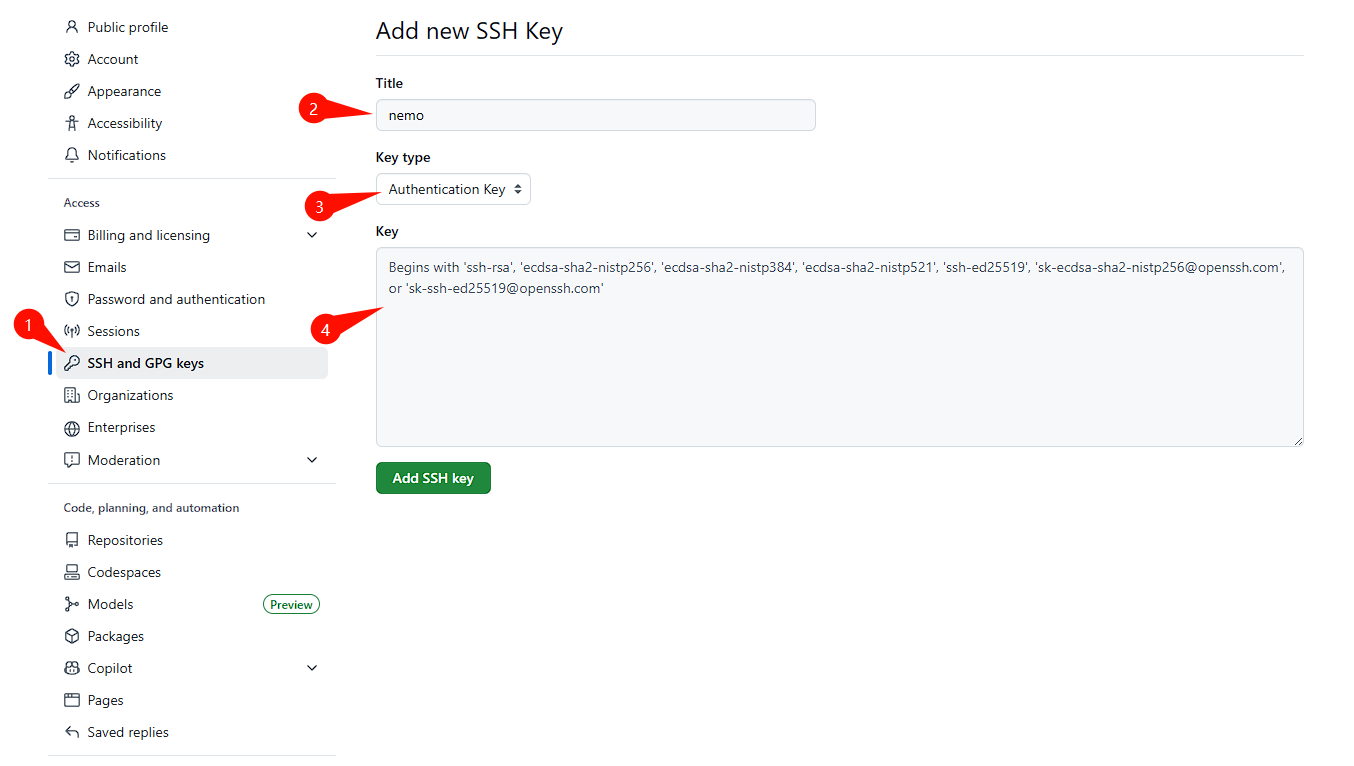 Public profile
Account
Appearance
Accessibility
Notifications
Access
Billing and licensing
Emails
Password and authentication
1
Sessions
SSH and GPG keys
Organizations
Enterprises
Moderation
Code, planning, and automation
Repositories
Codespaces
Models Preview
Packages
Copilot
Pages
Saved replies
Add new SSH Key
Title
2
nemo
Key type
3
Authentication Key
Key
Begins with 'ssh-rsa', 'ecdsa-sha2-nistp256', 'ecdsa-sha2-nistp384', 'ecdsa-sha2-nistp521', 'ssh-ed25519', 'sk-ecdsa-sha2-nistp256@openssh.com',
or 'sk-ssh-ed25519@openssh.com'
4
Add SSH key